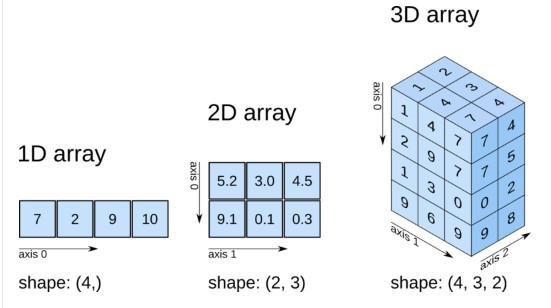 1D array
7 2 9 10
axis 0
shape: (4,)
2D array
axis 0
5.2 3.0 4.5
9.1 0.1 0.3
axis 1
shape: (2, 3)
3D array
axis 0
1 2
4 3
7 4
1 4 7 7 4
2 9 7 7 5
1 3 0 0 2
9 6 9 9 8
axis 1
axis 2
shape: (4, 3, 2)